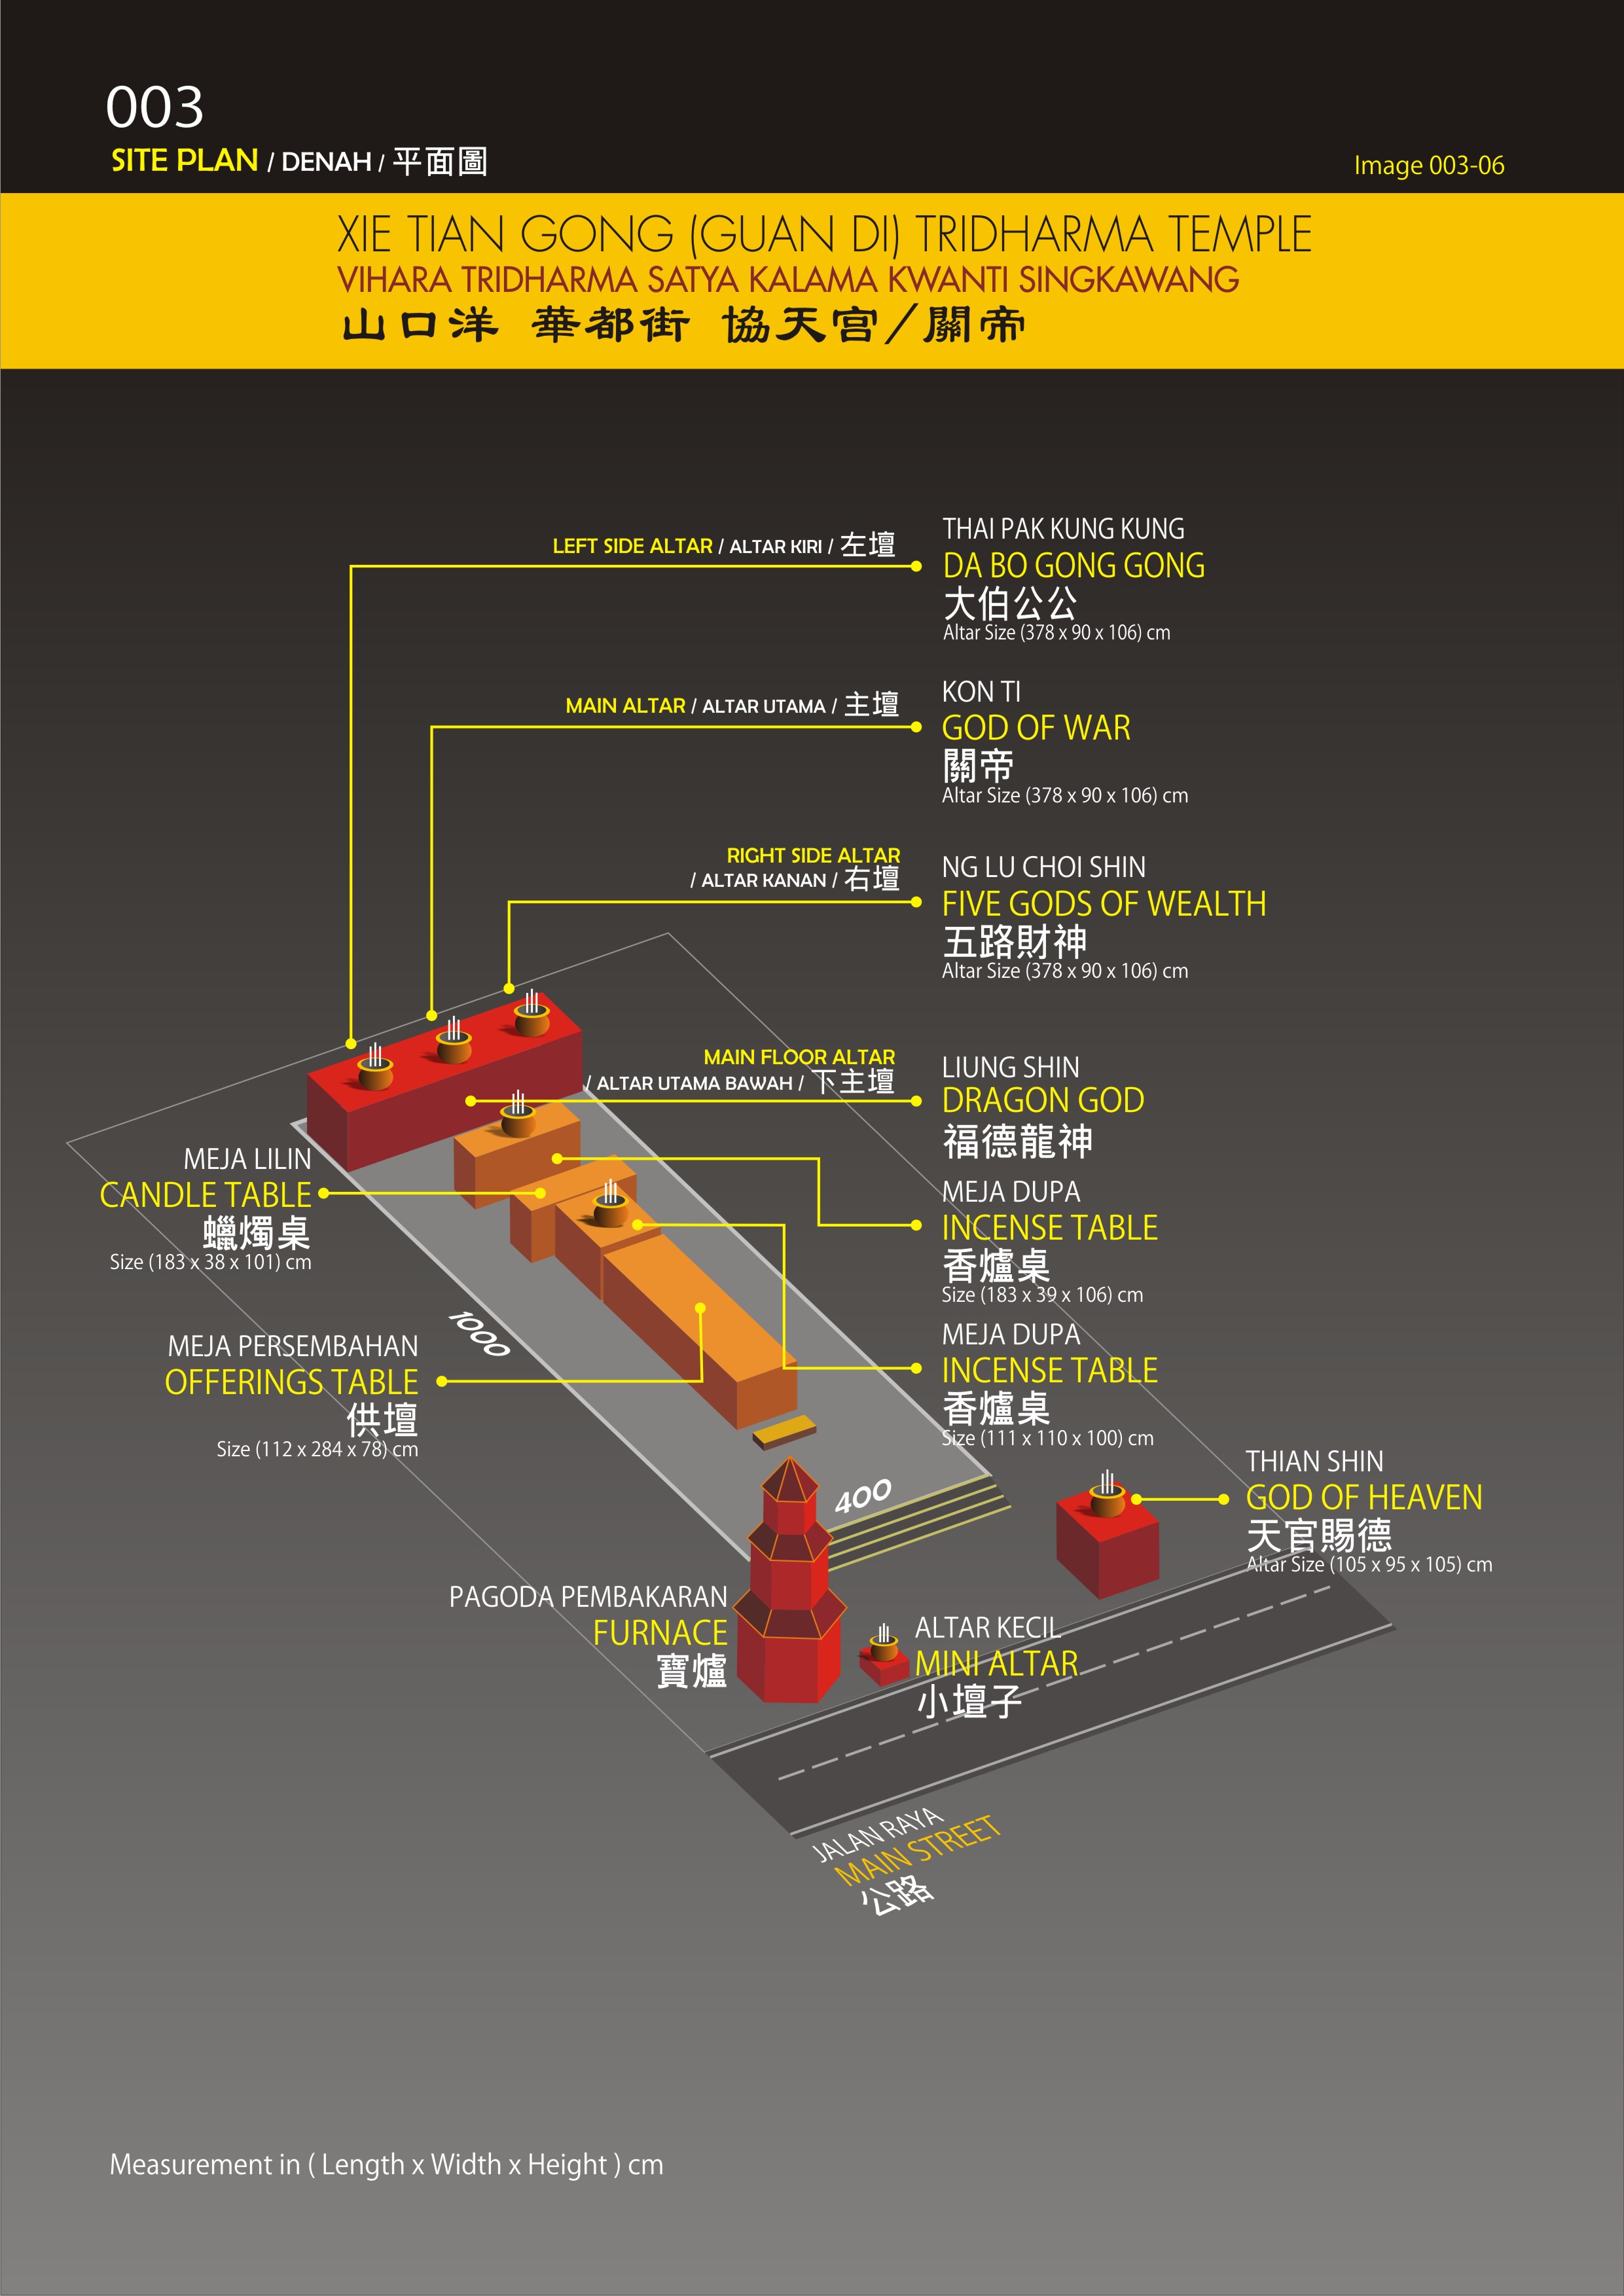 003
SITE PLAN / DENAH / 平面圖
Image 003-06
XIE TIAN GONG (GUAN DI) TRIDHARMA TEMPLE
VIHARA TRIDHARMA SATYA KALAMA KWANTI SINGKAWANG
山口洋 華都街 協天宮/關帝
LEFT SIDE ALTAR / ALTAR KIRI / 左壇
THAI PAK KUNG KUNG
DA BO GONG GONG
大伯公公
Altar Size (378 x 90 x 106) cm
MAIN ALTAR / ALTAR UTAMA / 主壇
KON TI
GOD OF WAR
關帝
Altar Size (378 x 90 x 106) cm
RIGHT SIDE ALTAR
/ ALTAR KANAN / 右壇
NG LU CHOI SHIN
FIVE GODS OF WEALTH
五路財神
Altar Size (378 x 90 x 106) cm
MAIN FLOOR ALTAR
/ ALTAR UTAMA BAWAH / 下主壇
LIUNG SHIN
DRAGON GOD
福德龍神
MEJA LILIN
CANDLE TABLE
蠟燭桌
Size (183 x 38 x 101) cm
MEJA DUPA
INCENSE TABLE
香爐桌
Size (183 x 39 x 106) cm
MEJA PERSEMBAHAN
OFFERINGS TABLE
供壇
Size (112 x 284 x 78) cm
MEJA DUPA
INCENSE TABLE
香爐桌
Size (111 x 110 x 100) cm
1000
400
THIAN SHIN
GOD OF HEAVEN
天官賜德
Altar Size (105 x 95 x 105) cm
PAGODA PEMBAKARAN
FURNACE
寶爐
ALTAR KECIL
MINI ALTAR
小壇子
JALAN RAYA
MAIN STREET
公路
Measurement in ( Length x Width x Height ) cm